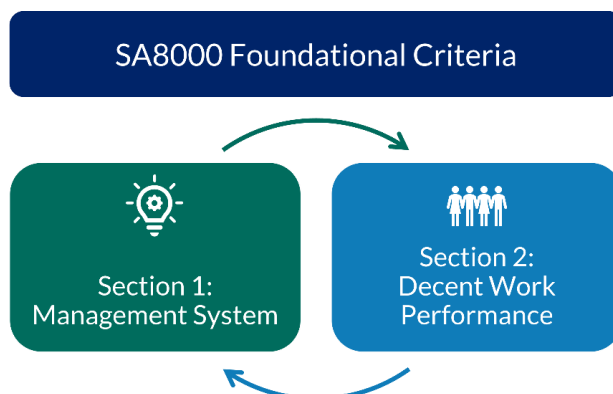 SA8000 Foundational Criteria
Section 1:
Management System
Section 2:
Decent Work
Performance